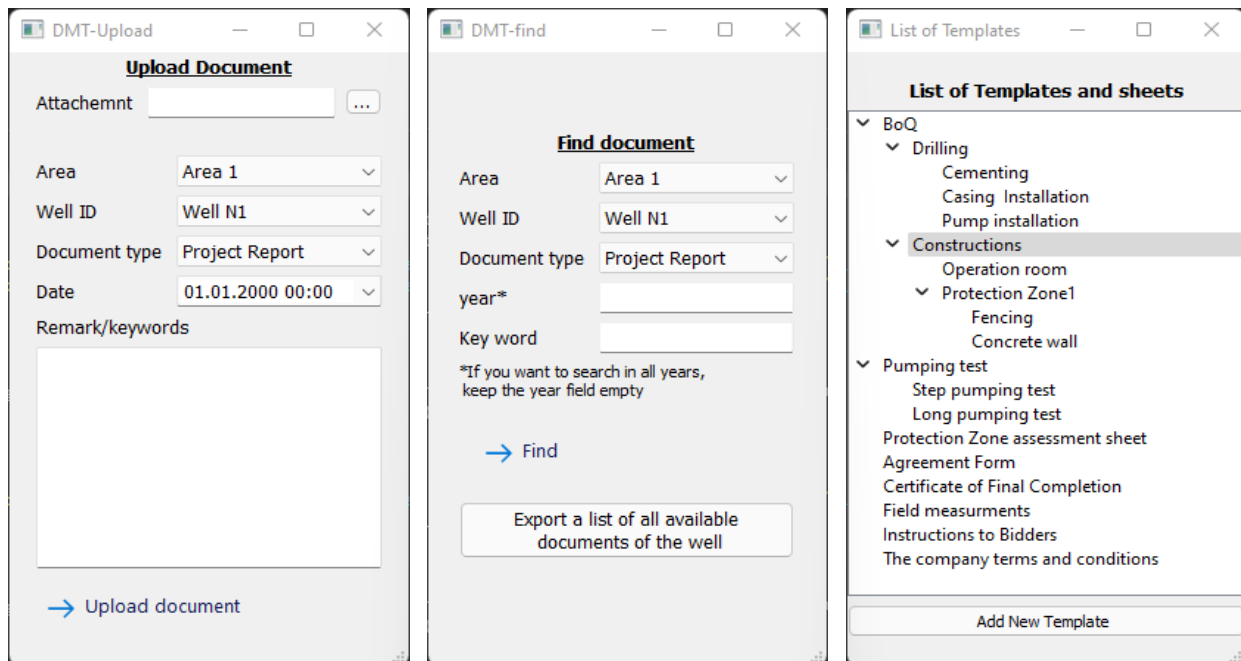 DMT-Upload
Upload Document
Attachemnt
...
Area
Area 1
Well ID
Well N1
Document type
Project Report
Date
01.01.2000 00:00
Remark/keywords
Upload document
DMT-find
Find document
Area
Area 1
Well ID
Well N1
Document type
Project Report
year*
Key word
*If you want to search in all years,
keep the year field empty
Find
Export a list of all available
documents of the well
List of Templates
List of Templates and sheets
BoQ
Drilling
Cementing
Casing  Installation
Pump installation
Constructions
Operation room
Protection Zone1
Fencing
Concrete wall
Pumping test
Step pumping test
Long pumping test
Protection Zone assessment sheet
Agreement Form
Certificate of Final Completion
Field measurments
Instructions to Bidders
The company terms and conditions
Add New Template